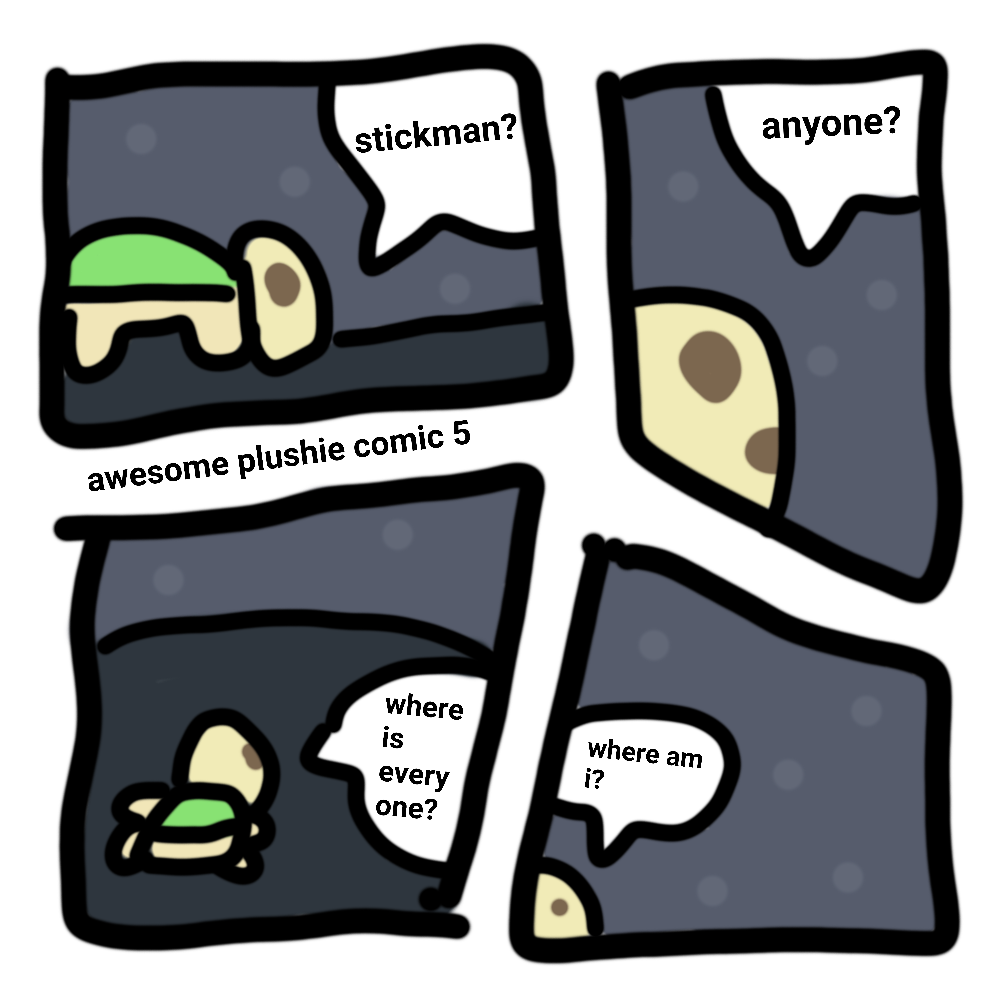 stickman?
anyone?
awesome plushie comic 5
where
is
every
one?
where am
i?